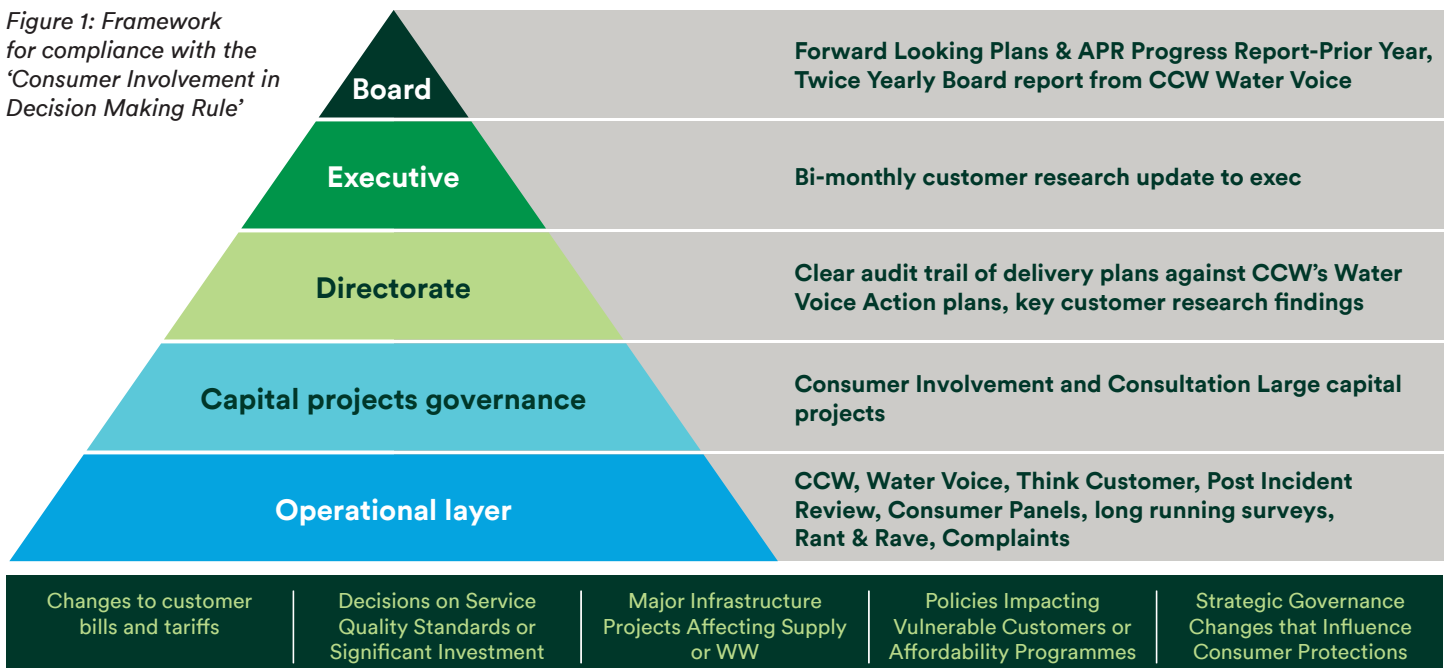 Figure 1: Framework
for compliance with the
‘Consumer Involvement in
Decision Making Rule’
Board
Forward Looking Plans & APR Progress Report-Prior Year,
Twice Yearly Board report from CCW Water Voice
Executive
Bi-monthly customer research update to exec
Directorate
Clear audit trail of delivery plans against CCW’s Water
Voice Action plans, key customer research findings
Capital projects governance
Consumer Involvement and Consultation Large capital
projects
Operational layer
CCW, Water Voice, Think Customer, Post Incident
Review, Consumer Panels, long running surveys,
Rant & Rave, Complaints
Changes to customer
bills and tariffs
Decisions on Service
Quality Standards or
Significant Investment
Major Infrastructure
Projects Affecting Supply
or WW
Policies Impacting
Vulnerable Customers or
Affordability Programmes
Strategic Governance
Changes that Influence
Consumer Protections